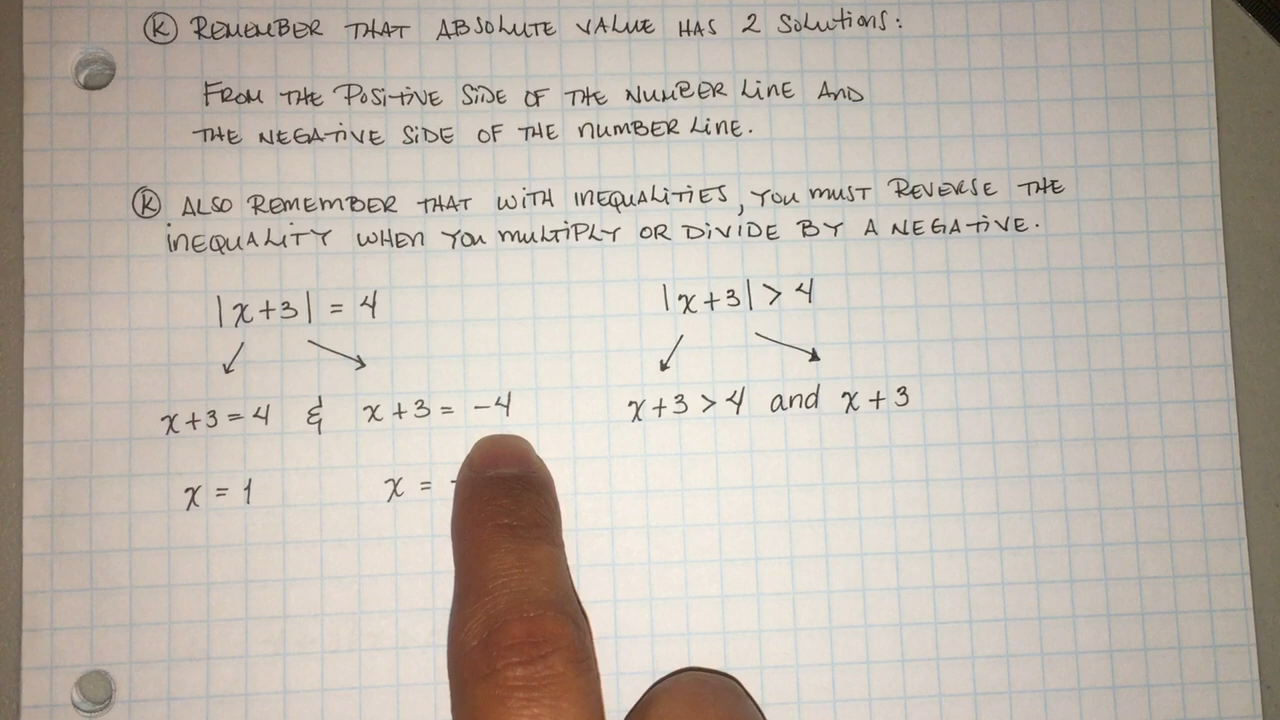 Ⓚ REMEMBER THAT ABSOLUTE VALUE HAS 2 SOLUTIONS:
FROM THE POSITIVE SIDE OF THE NUMBER LINE AND
THE NEGATIVE SIDE OF THE NUMBER LINE.
Ⓚ ALSO REMEMBER THAT WITH INEQUALITIES, YOU MUST REVERSE THE
INEQUALITY WHEN YOU MULTIPLY OR DIVIDE BY A NEGATIVE.
|x+3| = 4
|x+3| > 4
x+3=4 & x+3= -4
x+3>4 and x+3
x = 1
x =